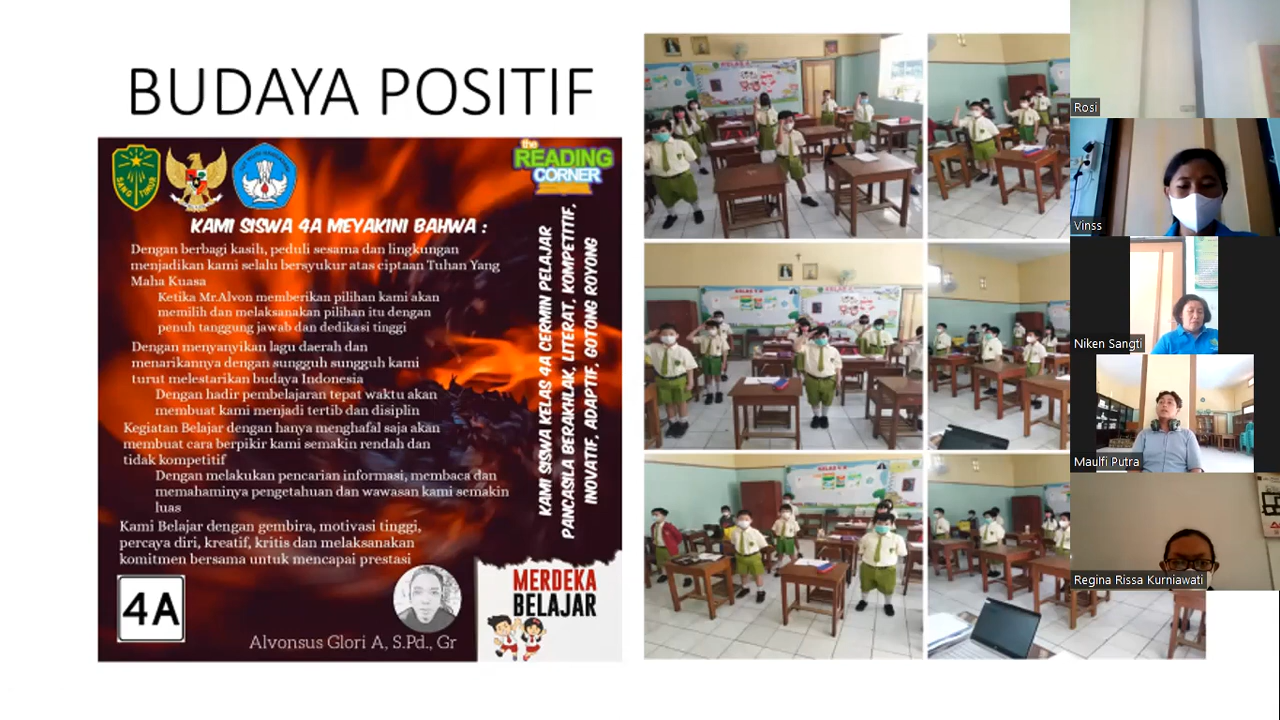 BUDAYA POSITIF
SANG TIMUR
the
READING
CORNER
KAMI SISWA 4A MEYAKINI BAHWA :
Dengan berbagi kasih, peduli sesama dan lingkungan
menjadikan kami selalu bersyukur atas ciptaan Tuhan Yang
Maha Kuasa
Ketika Mr.Alvon memberikan pilihan kami akan
memilih dan melaksanakan pilihan itu dengan
penuh tanggung jawab dan dedikasi tinggi
Dengan menyanyikan lagu daerah dan
menarikannya dengan sungguh sungguh kami
turut melestarikan budaya Indonesia
Dengan hadir pembelajaran tepat waktu akan
membuat kami menjadi tertib dan disiplin
Kegiatan Belajar dengan hanya menghafal saja akan
membuat cara berpikir kami semakin rendah dan
tidak kompetitif
Dengan melakukan pencarian informasi, membaca dan
memahaminya pengetahuan dan wawasan kami semakin
luas
Kami Belajar dengan gembira, motivasi tinggi,
percaya diri, kreatif, kritis dan melaksanakan
komitmen bersama untuk mencapai prestasi
KAMI SISWA KELAS 4A CERMIN PELAJAR
PANCASILA BERAKHLAK, LITERAT, KOMPETITIF,
INOVATIF, ADAPTIF, GOTONG ROYONG
4A
Alvonsus Glori A, S.Pd., Gr
MERDEKA
BELAJAR
Rosi
Vinss
Niken Sangti
Maulfi Putra
Regina Rissa Kurniawati